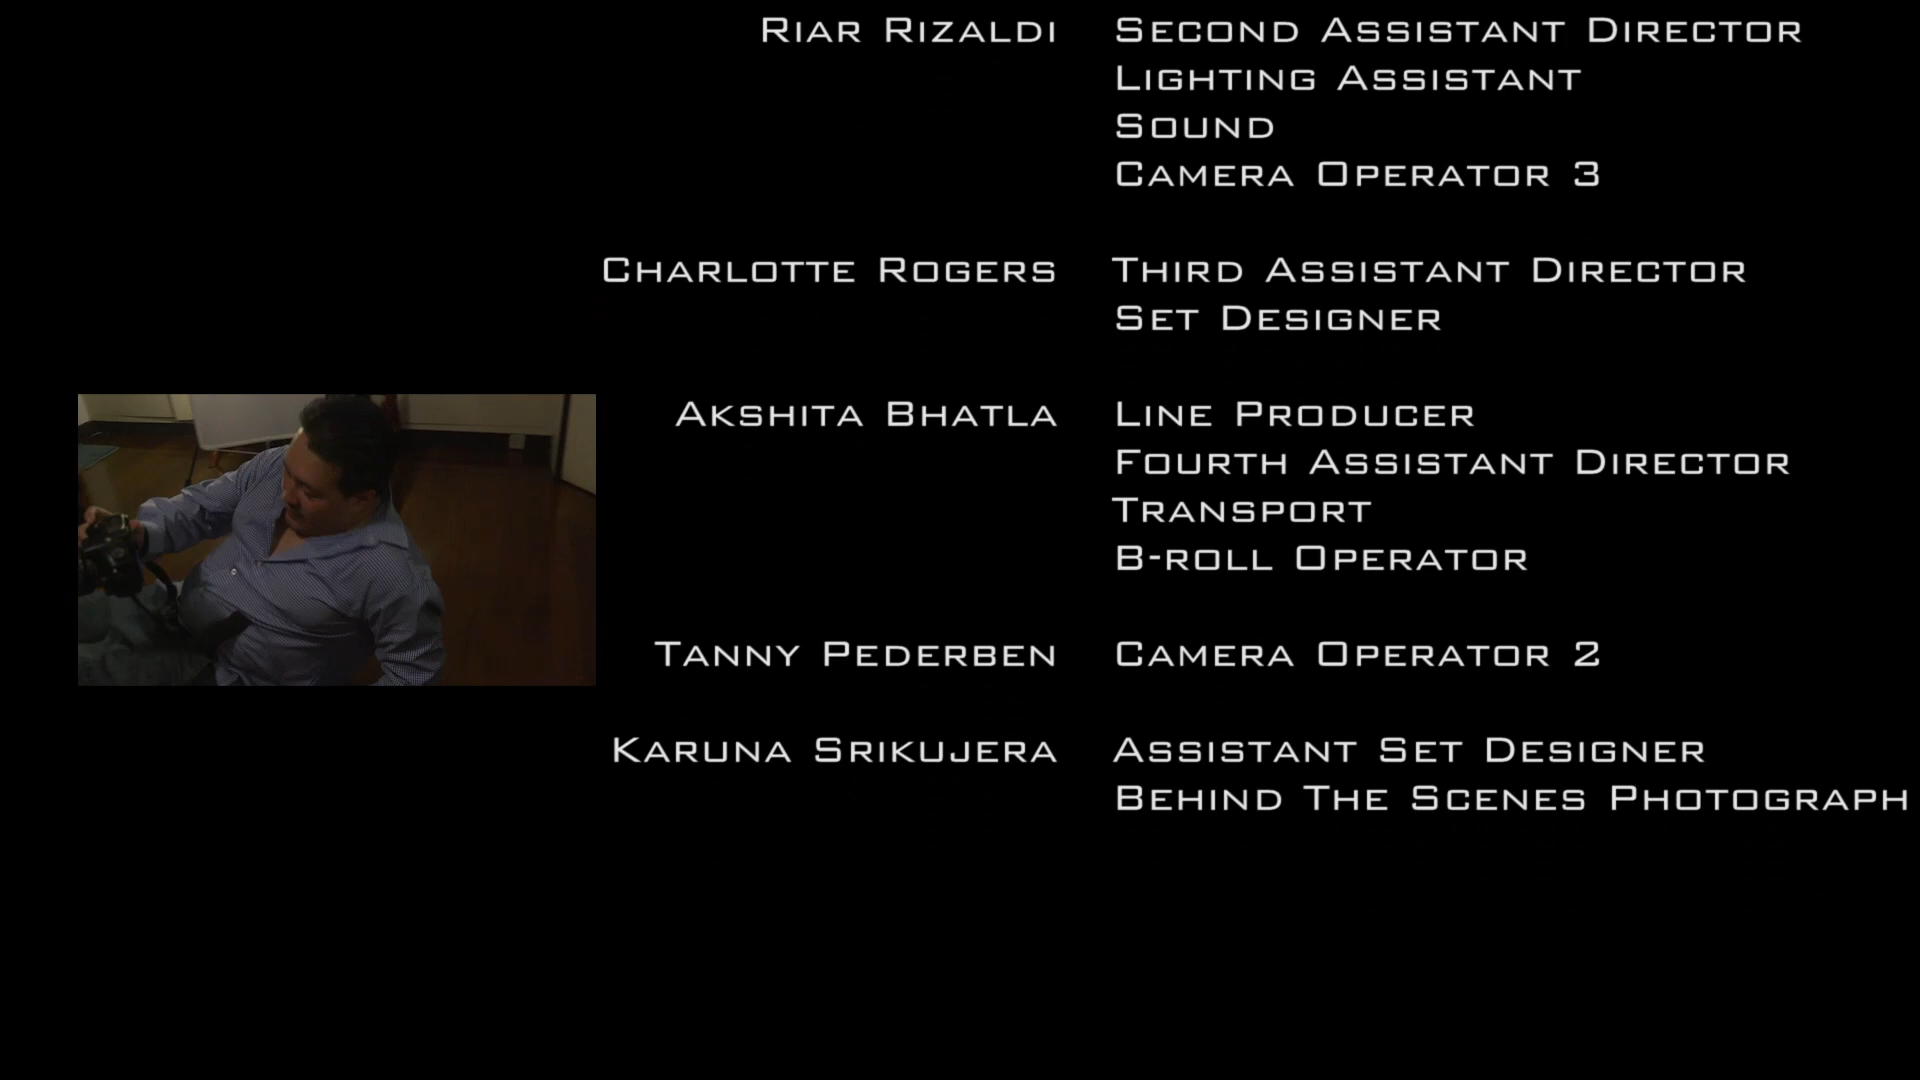 Riar Rizaldi Second Assistant Director
Lighting Assistant
Sound
Camera Operator 3
Charlotte Rogers Third Assistant Director
Set Designer
Akshita Bhatla Line Producer
Fourth Assistant Director
Transport
B-roll Operator
Tanny Pederben Camera Operator 2
Karuna Srikujera Assistant Set Designer
Behind The Scenes Photograph